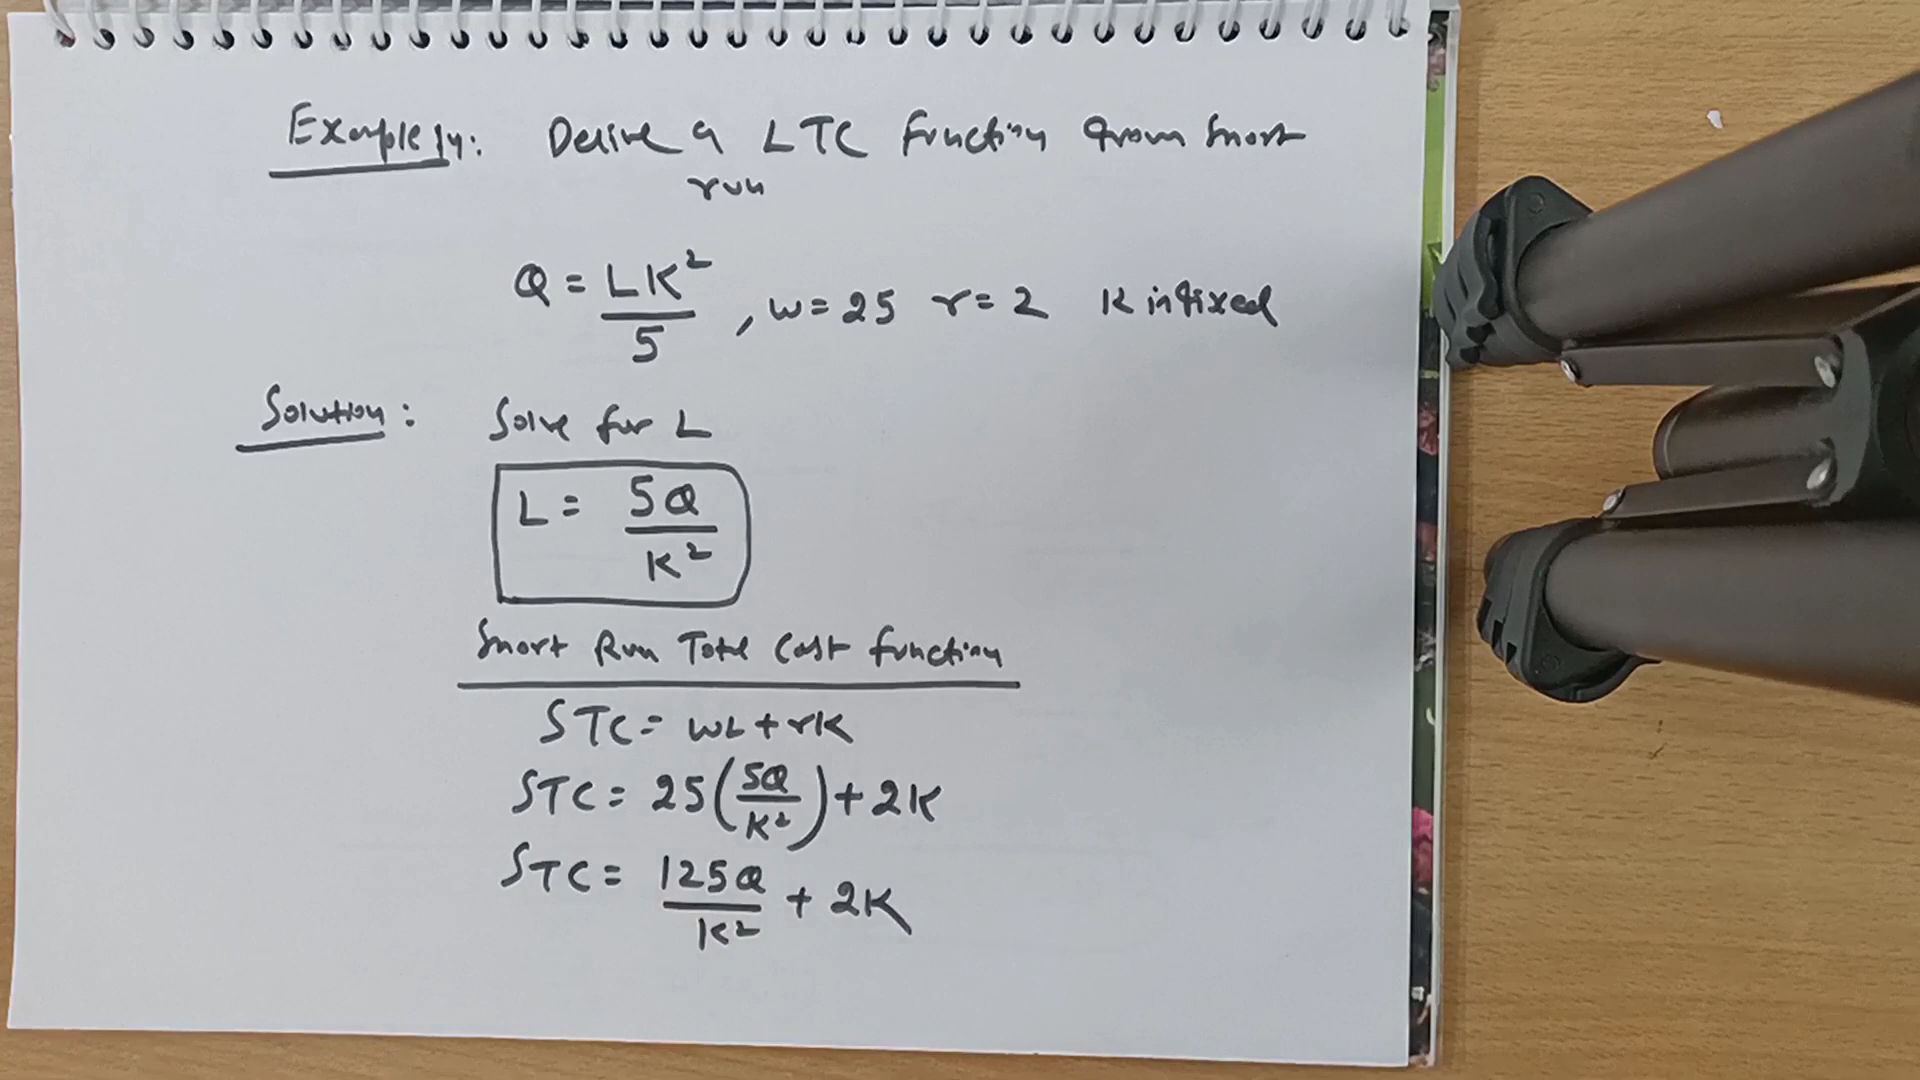 Example 14: Derive a LTC function from short
run
Q = LK²/5, w = 25 r = 2 K is fixed
Solution: Solve for L
L = 5Q/K²
Short Run Total Cost function
STC = wL + rK
STC = 25(5Q/K²) + 2K
STC = 125Q/K² + 2K